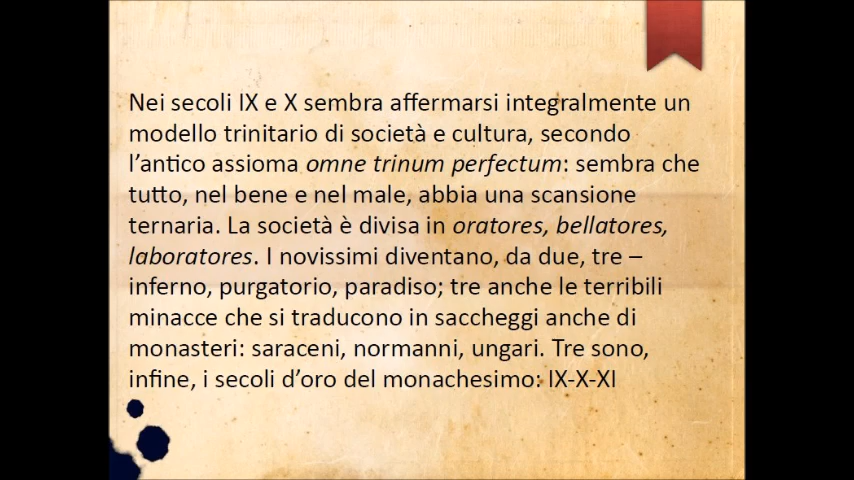 Nei secoli IX e X sembra affermarsi integralmente un
modello trinitario di società e cultura, secondo
l’antico assioma omne trinum perfectum: sembra che
tutto, nel bene e nel male, abbia una scansione
ternaria. La società è divisa in oratores, bellatores,
laboratores. I novissimi diventano, da due, tre –
inferno, purgatorio, paradiso; tre anche le terribili
minacce che si traducono in saccheggi anche di
monasteri: saraceni, normanni, ungari. Tre sono,
infine, i secoli d’oro del monachesimo: IX-X-XI